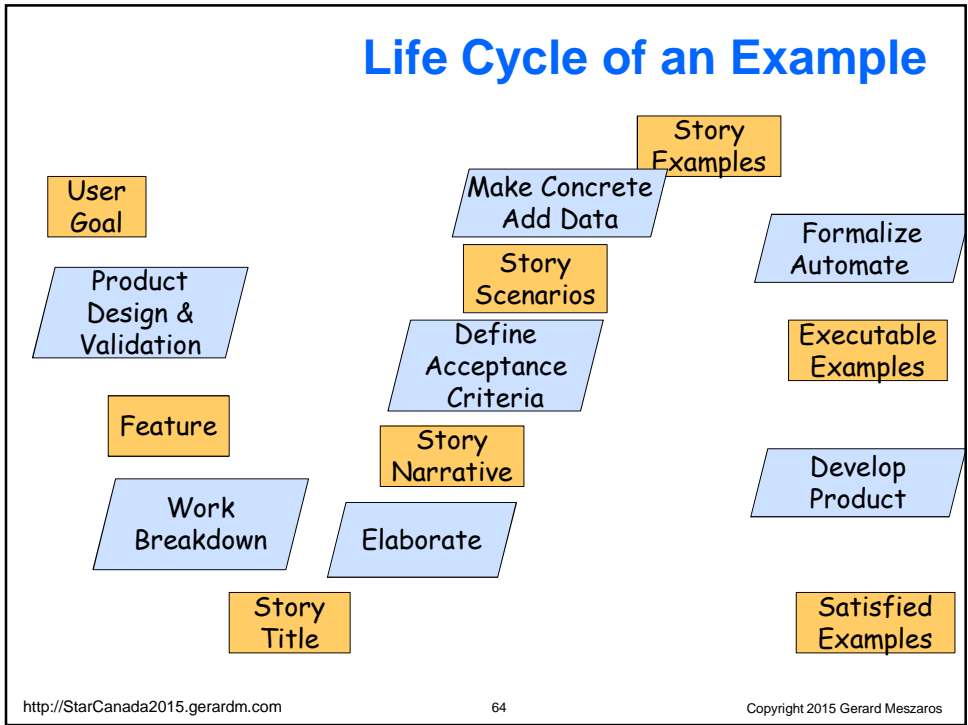 Life Cycle of an Example
User
Goal
Product
Design &
Validation
Feature
Work
Breakdown
Story
Title
Elaborate
Story
Narrative
Define
Acceptance
Criteria
Story
Scenarios
Make Concrete
Add Data
Story
Examples
Formalize
Automate
Executable
Examples
Develop
Product
Satisfied
Examples
http://StarCanada2015.gerardm.com
64
Copyright 2015 Gerard Meszaros